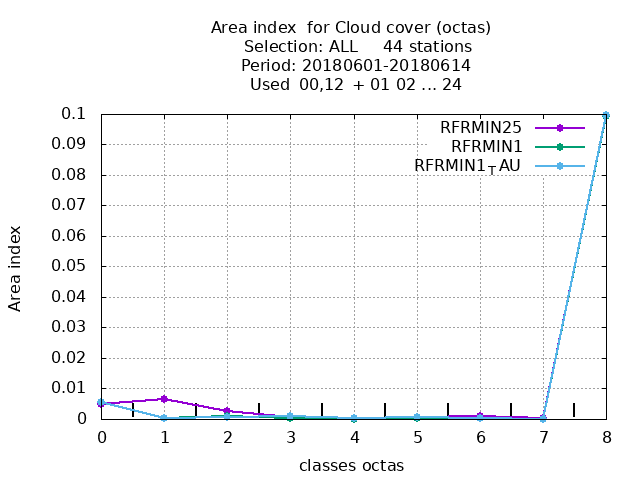 Area index  for Cloud cover (octas)
Selection: ALL     44 stations
Period: 20180601-20180614
Used  00,12  + 01 02 ... 24
RFRMIN25
RFRMIN1
RFRMIN1TAU
0.1
0.09
0.08
0.07
0.06
0.05
0.04
0.03
0.02
0.01
0
Area index
0 1 2 3 4 5 6 7 8
classes octas